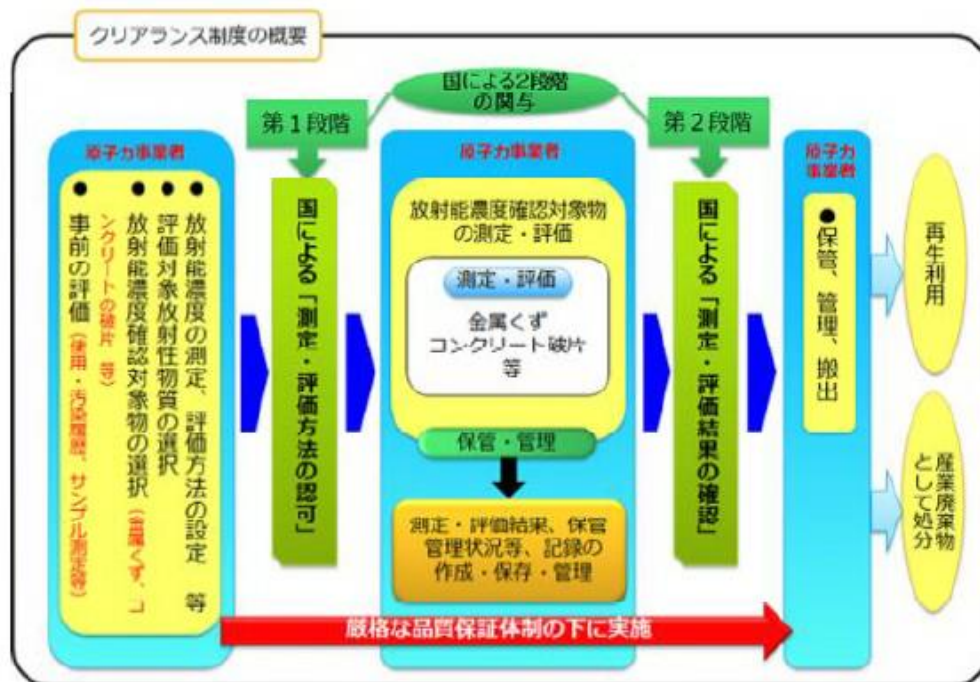 クリアランス制度の概要
国による2段階
の関与
第1段階
第2段階
原子力事業者
●放射能濃度の測定、評価方法の設定 等
●評価対象放射性物質の選択
●放射能濃度確認対象物の選択(金属くず、コ
ンクリートの破片 等)
●事前の評価(使用・汚染履歴、サンプル測定等)
国による「測定・評価方法の認可」
原子力事業者
放射能濃度確認対象物
の測定・評価
測定・評価
金属くず
コンクリート破片
等
保管・管理
測定・評価結果、保管
管理状況等、記録の
作成・保存・管理
国による「測定・評価結果の確認」
原子力
事業者
●保管、管理、搬出
再生利用
産業廃棄物
として処分
厳格な品質保証体制の下に実施